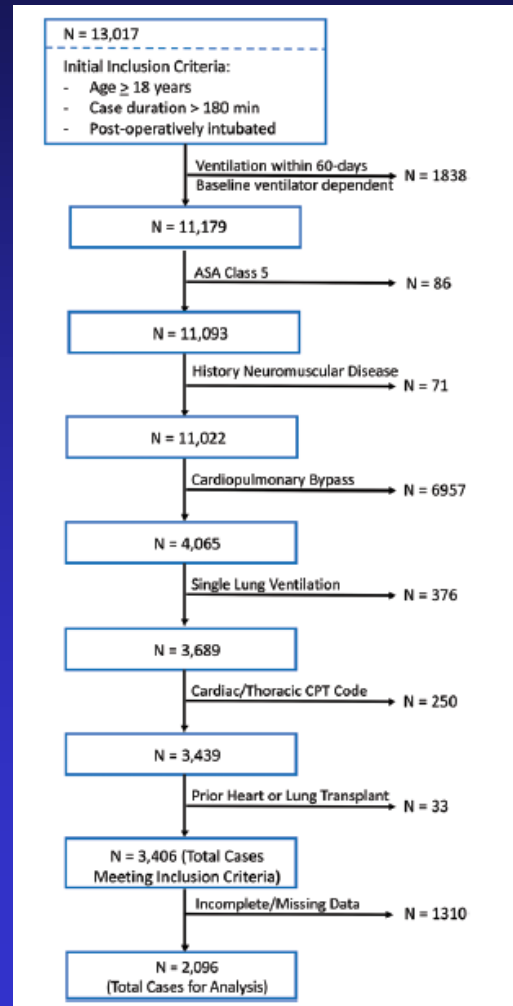 N = 13,017
Initial Inclusion Criteria:
- Age ≥ 18 years
- Case duration > 180 min
- Post-operatively intubated
Ventilation within 60-days
Baseline ventilator dependent
N = 1838
N = 11,179
ASA Class 5
N = 86
N = 11,093
History Neuromuscular Disease
N = 71
N = 11,022
Cardiopulmonary Bypass
N = 6957
N = 4,065
Single Lung Ventilation
N = 376
N = 3,689
Cardiac/Thoracic CPT Code
N = 250
N = 3,439
Prior Heart or Lung Transplant
N = 33
N = 3,406 (Total Cases
Meeting Inclusion Criteria)
Incomplete/Missing Data
N = 1310
N = 2,096
(Total Cases for Analysis)